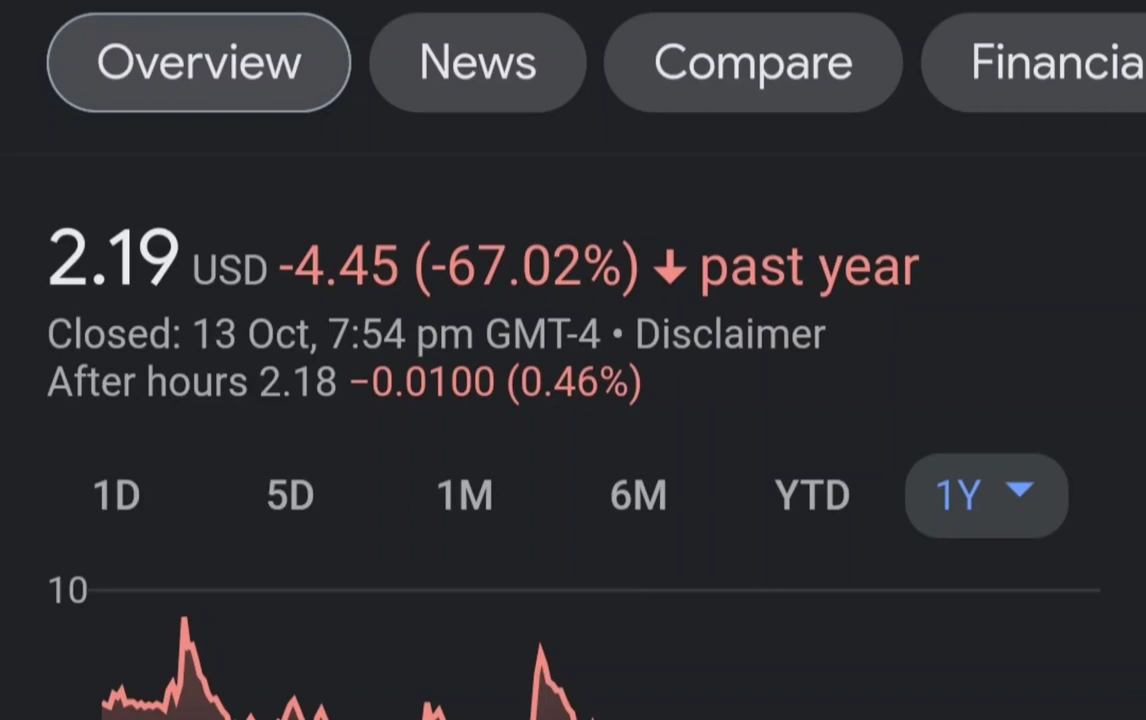 Overview News Compare Financia
2.19 USD -4.45 (-67.02%) ↓ past year
Closed: 13 Oct, 7:54 pm GMT-4 • Disclaimer
After hours 2.18 −0.0100 (0.46%)
1D 5D 1M 6M YTD 1Y
10